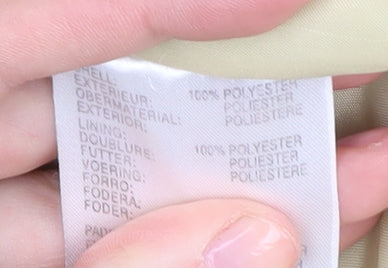 SHELL:
EXTERIEUR: 100% POLYESTER
OBERMATERIAL: POLIESTER
EXTERIOR: POLIESTERE
LINING:
DOUBLURE: 100% POLYESTER
FUTTER: POLIESTER
VOERING: POLIESTERE
FORRO:
FODERA:
FODER: